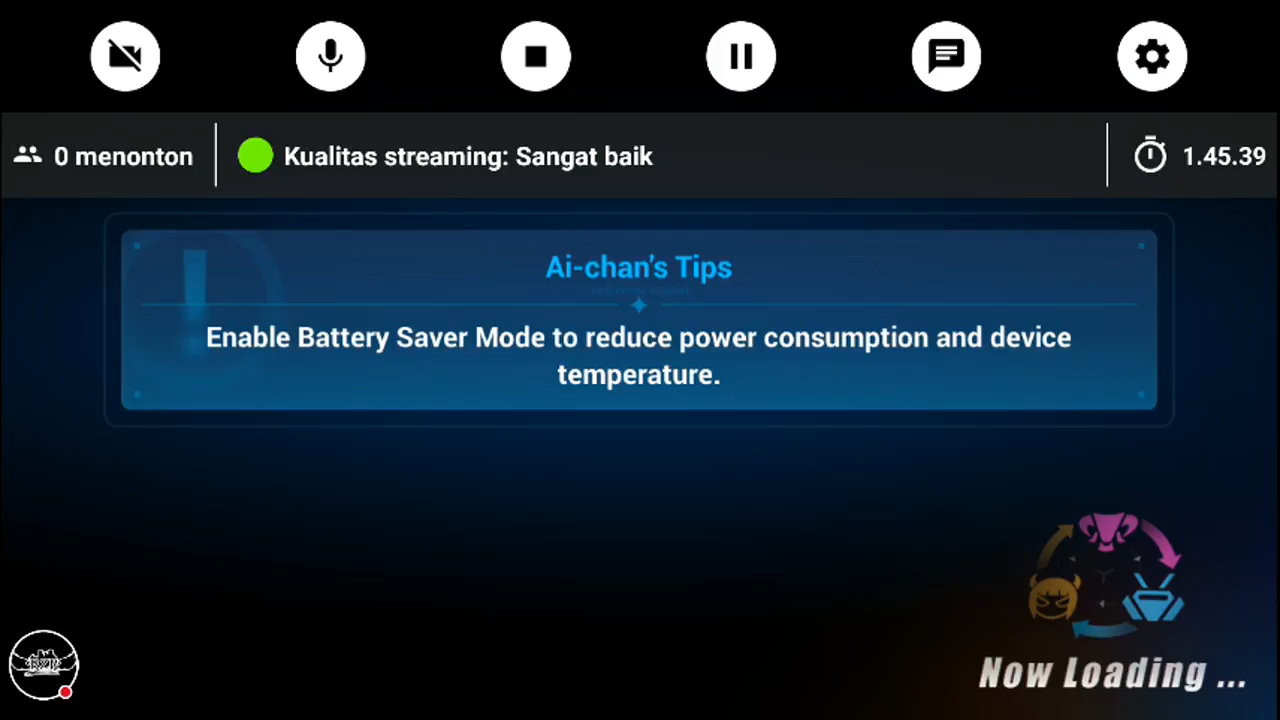 0 menonton
Kualitas streaming: Sangat baik
1.45.39
Ai-chan's Tips
Enable Battery Saver Mode to reduce power consumption and device
temperature.
Now Loading ...